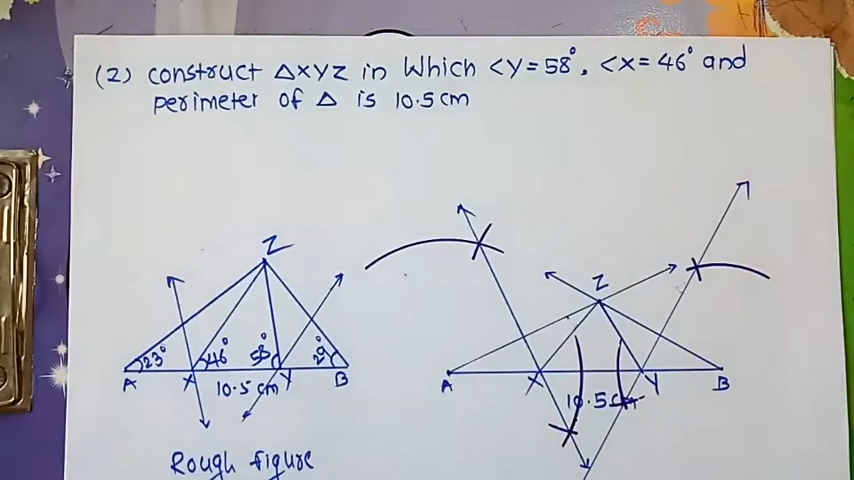 (2) construct △XYZ in which <Y = 58°, <X = 46° and
perimeter of △ is 10.5 cm
Z
23°
46°
58°
29°
A
X
Y
B
10.5 cm
Rough figure
Z
A
X
Y
B
10.5 cm